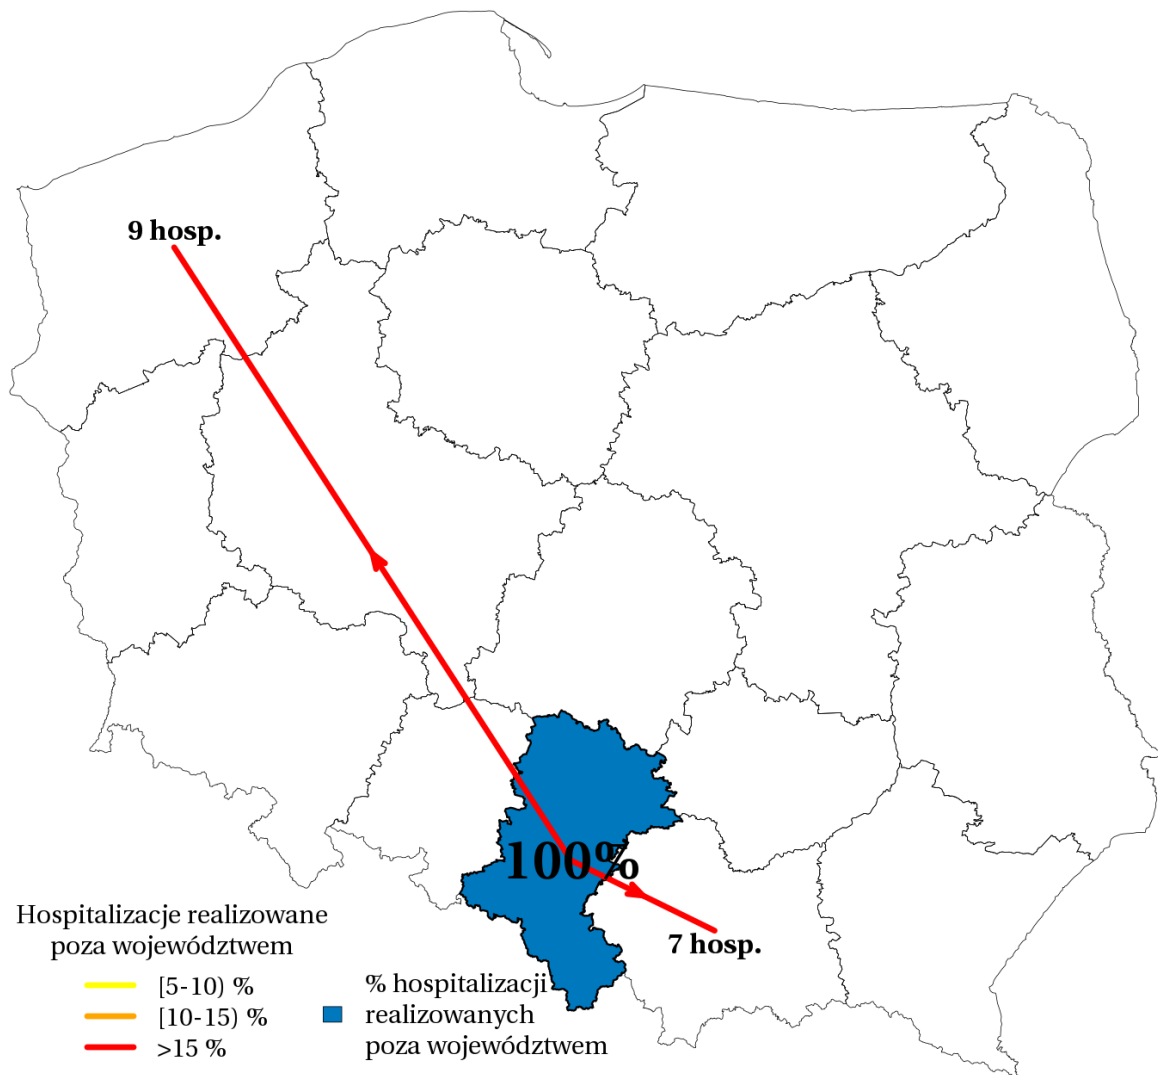 9 hosp.
100%
7 hosp.
Hospitalizacje realizowane
poza województwem
[5-10) %
[10-15) %
>15 %
% hospitalizacji
realizowanych
poza województwem